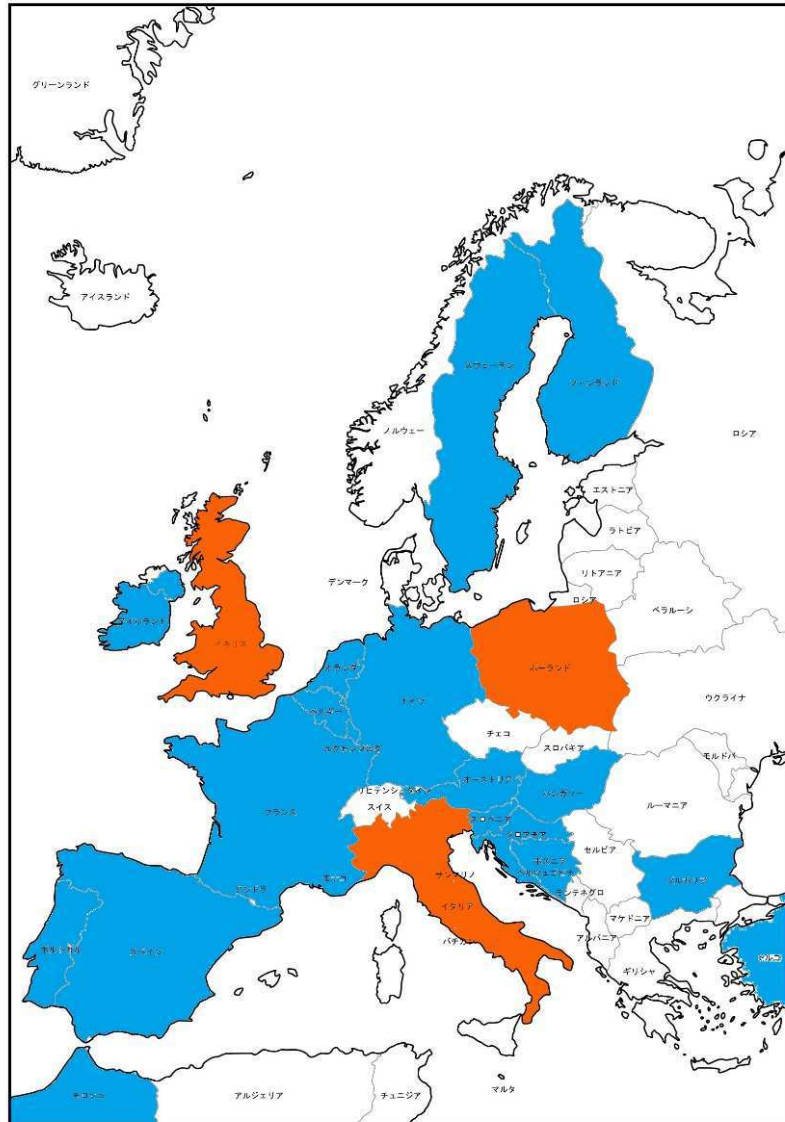 グリーンランド
アイスランド
スウェーデン
フィンランド
ノルウェー
ロシア
エストニア
ラトビア
リトアニア
ロシア
ベラルーシ
デンマーク
アイルランド
イギリス
オランダ
ポーランド
ドイツ
ベルギー
ウクライナ
チェコ
スロバキア
ルクセンブルク
モルドバ
オーストリア
ハンガリー
リヒテンシュタイン
スイス
ルーマニア
フランス
スロベニア
クロアチア
セルビア
ボスニア
ヘルツェゴビナ
サンマリノ
モナコ
ブルガリア
アンドラ
モンテネグロ
イタリア
マケドニア
バチカン
アルバニア
ポルトガル
スペイン
ギリシャ
トルコ
モロッコ
アルジェリア
チュニジア
マルタ